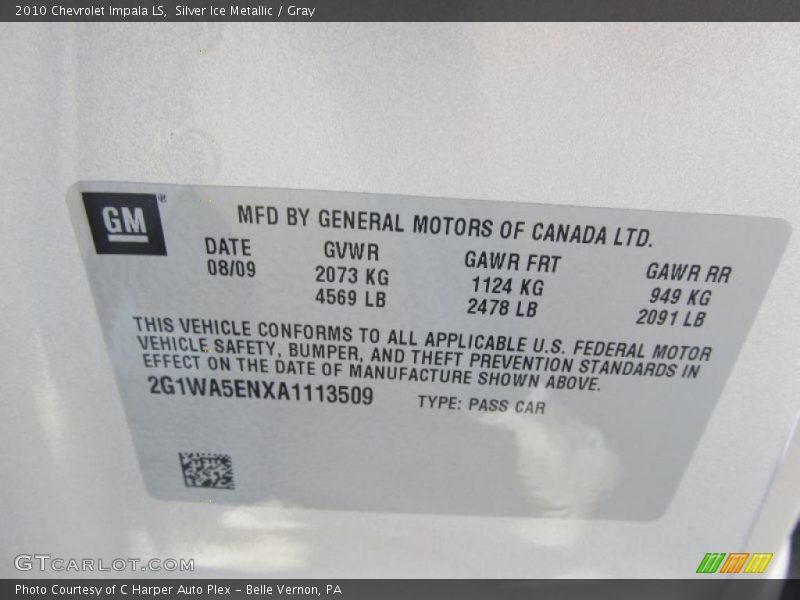 2010 Chevrolet Impala LS, Silver Ice Metallic / Gray
GM
MFD BY GENERAL MOTORS OF CANADA LTD.
DATE GVWR GAWR FRT GAWR RR
08/09 2073 KG 1124 KG 949 KG
4569 LB 2478 LB 2091 LB
THIS VEHICLE CONFORMS TO ALL APPLICABLE U.S. FEDERAL MOTOR
VEHICLE SAFETY, BUMPER, AND THEFT PREVENTION STANDARDS IN
EFFECT ON THE DATE OF MANUFACTURE SHOWN ABOVE.
2G1WA5ENXA1113509 TYPE: PASS CAR
GTCARLOT.COM
Photo Courtesy of C Harper Auto Plex - Belle Vernon, PA